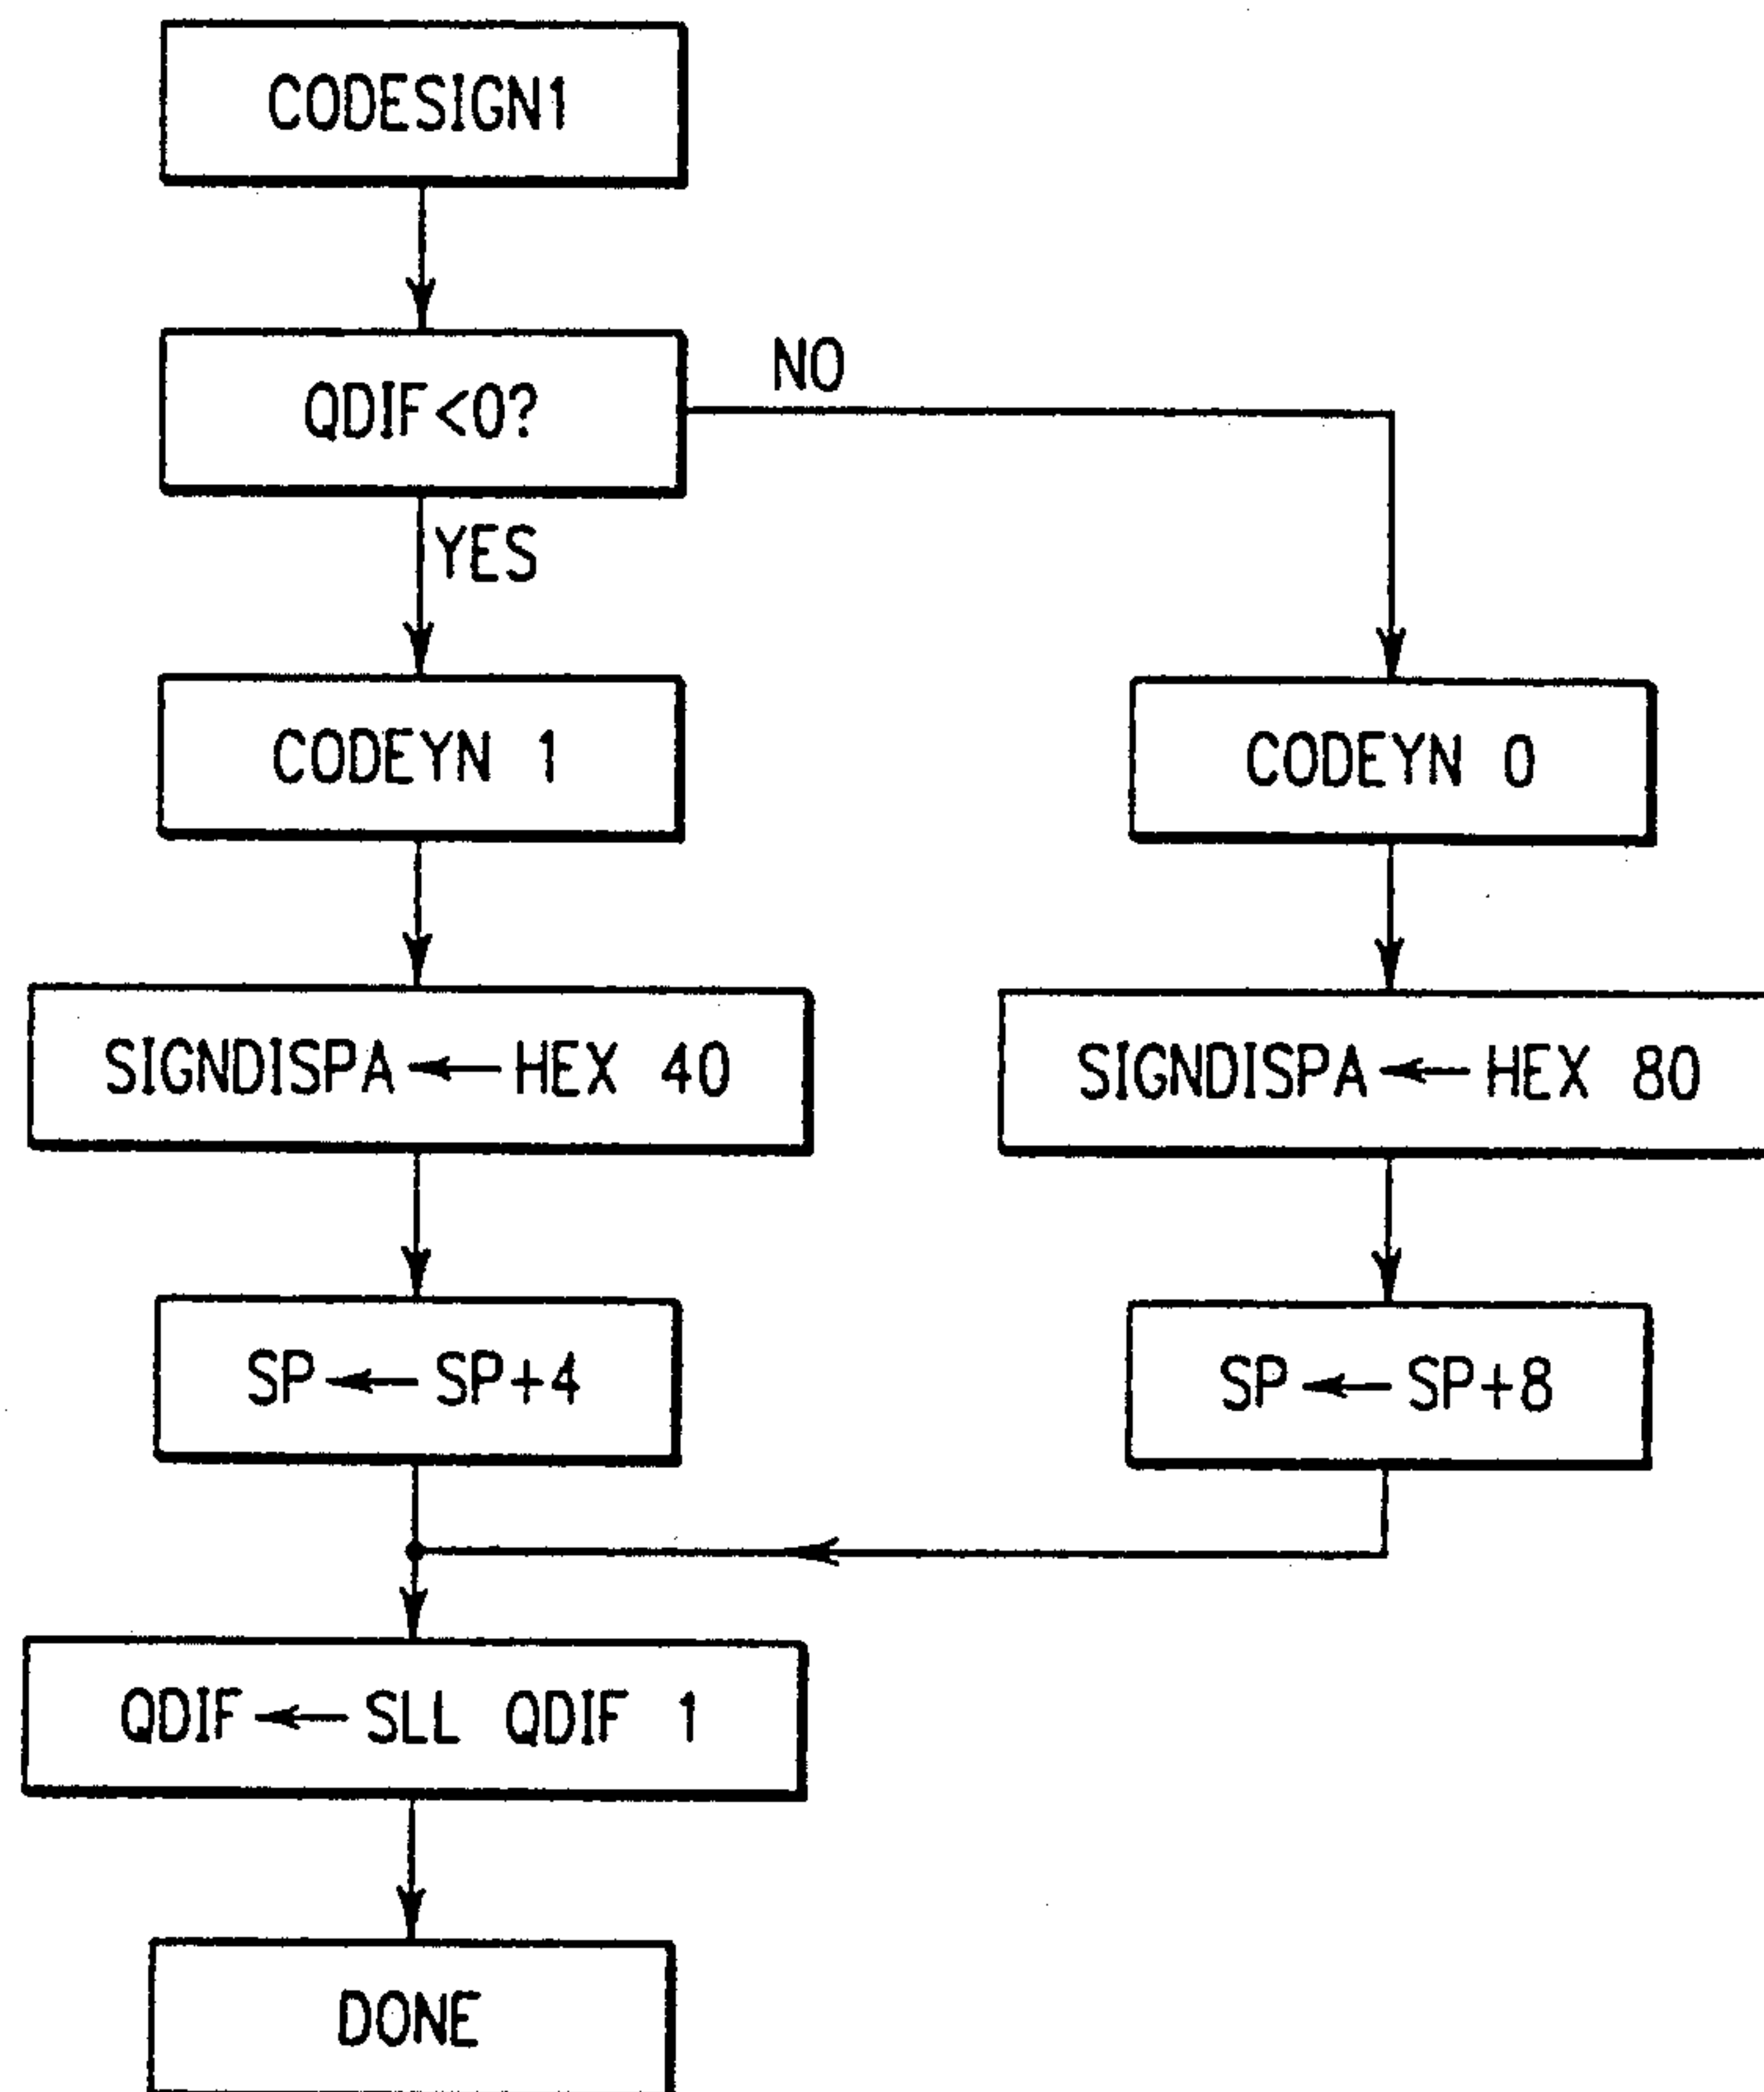 CODESIGN1
QDIF<0?
NO
YES
CODEYN 1
CODEYN 0
SIGNDISPA ← HEX 40
SIGNDISPA ← HEX 80
SP ← SP+4
SP ← SP+8
QDIF ← SLL QDIF 1
DONE